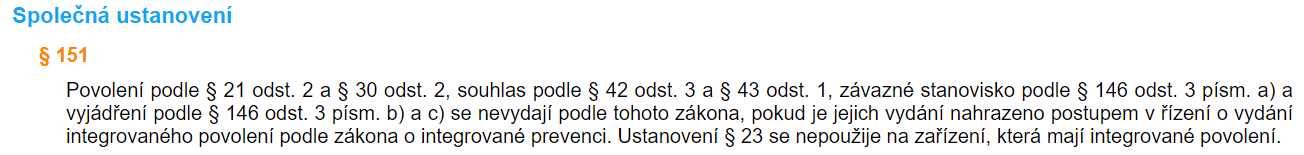 Společná ustanovení
§ 151
Povolení podle § 21 odst. 2 a § 30 odst. 2, souhlas podle § 42 odst. 3 a § 43 odst. 1, závazné stanovisko podle § 146 odst. 3 písm. a) a
vyjádření podle § 146 odst. 3 písm. b) a c) se nevydají podle tohoto zákona, pokud je jejich vydání nahrazeno postupem v řízení o vydání
integrovaného povolení podle zákona o integrované prevenci. Ustanovení § 23 se nepoužije na zařízení, která mají integrované povolení.